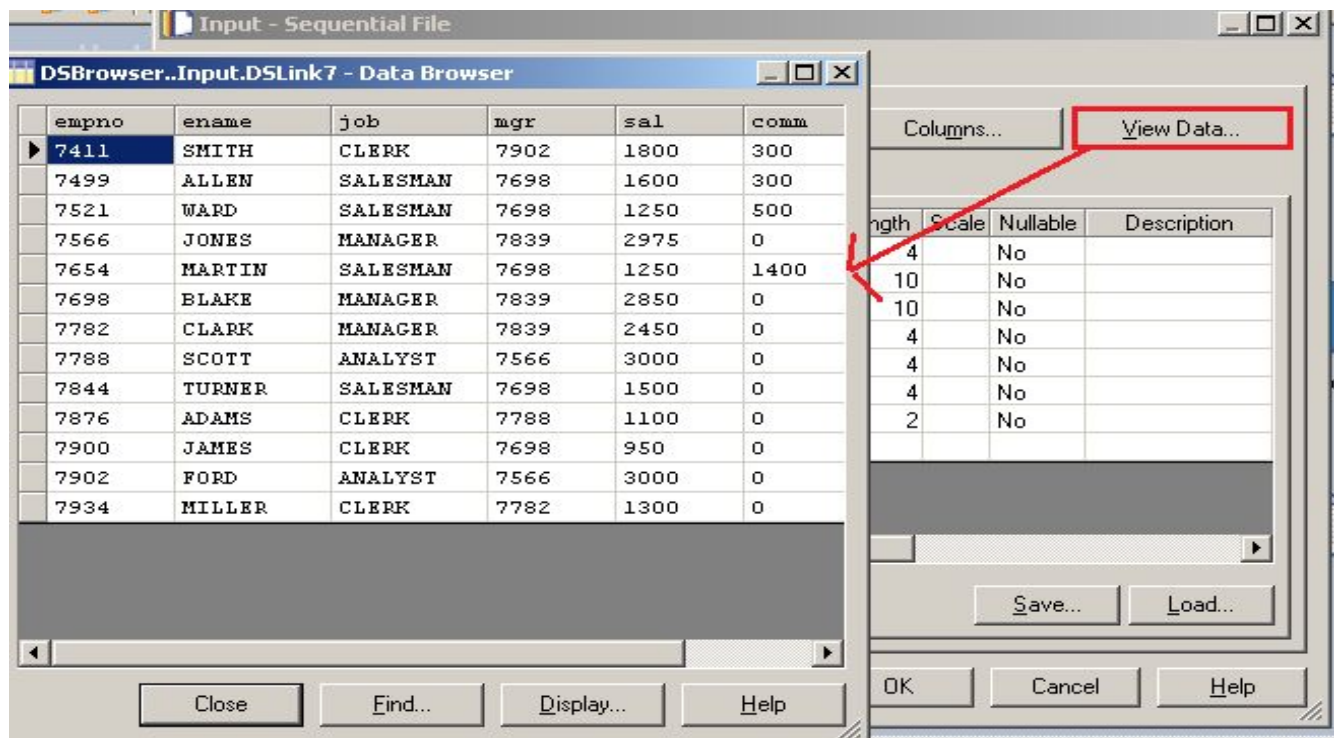 Input - Sequential File
DSBrowser..Input.DSLink7 - Data Browser
empno ename job mgr sal comm
7411 SMITH CLERK 7902 1800 300
7499 ALLEN SALESMAN 7698 1600 300
7521 WARD SALESMAN 7698 1250 500
7566 JONES MANAGER 7839 2975 0
7654 MARTIN SALESMAN 7698 1250 1400
7698 BLAKE MANAGER 7839 2850 0
7782 CLARK MANAGER 7839 2450 0
7788 SCOTT ANALYST 7566 3000 0
7844 TURNER SALESMAN 7698 1500 0
7876 ADAMS CLERK 7788 1100 0
7900 JAMES CLERK 7698 950 0
7902 FORD ANALYST 7566 3000 0
7934 MILLER CLERK 7782 1300 0
Close Find... Display... Help
Columns... View Data...
ngth Scale Nullable Description
4 No
10 No
10 No
4 No
4 No
4 No
2 No
Save... Load...
OK Cancel Help